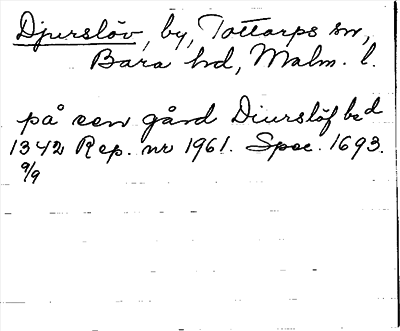 Djurslöv, by, Tottarps sn,
Bara hd, Malm. l.
på sen gård Diurslöf bed
1342 Rep. nr 1961. Spec. 1693.
9/9